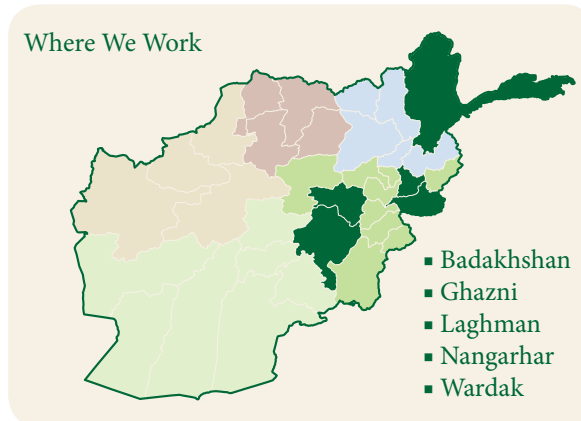 Where We Work
▪ Badakhshan
▪ Ghazni
▪ Laghman
▪ Nangarhar
▪ Wardak